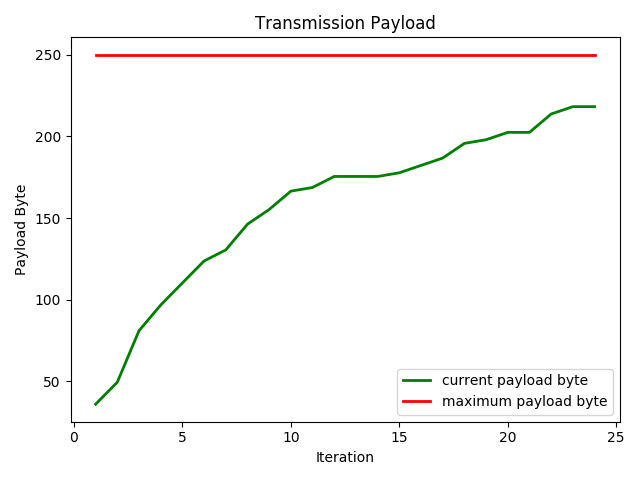 Transmission Payload
250
200
150
100
50
Payload Byte
0
5
10
15
20
25
Iteration
current payload byte
maximum payload byte